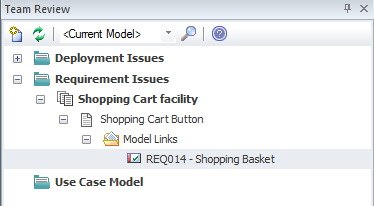 Team Review
<Current Model>
Deployment Issues
Requirement Issues
Shopping Cart facility
Shopping Cart Button
Model Links
REQ014 - Shopping Basket
Use Case Model